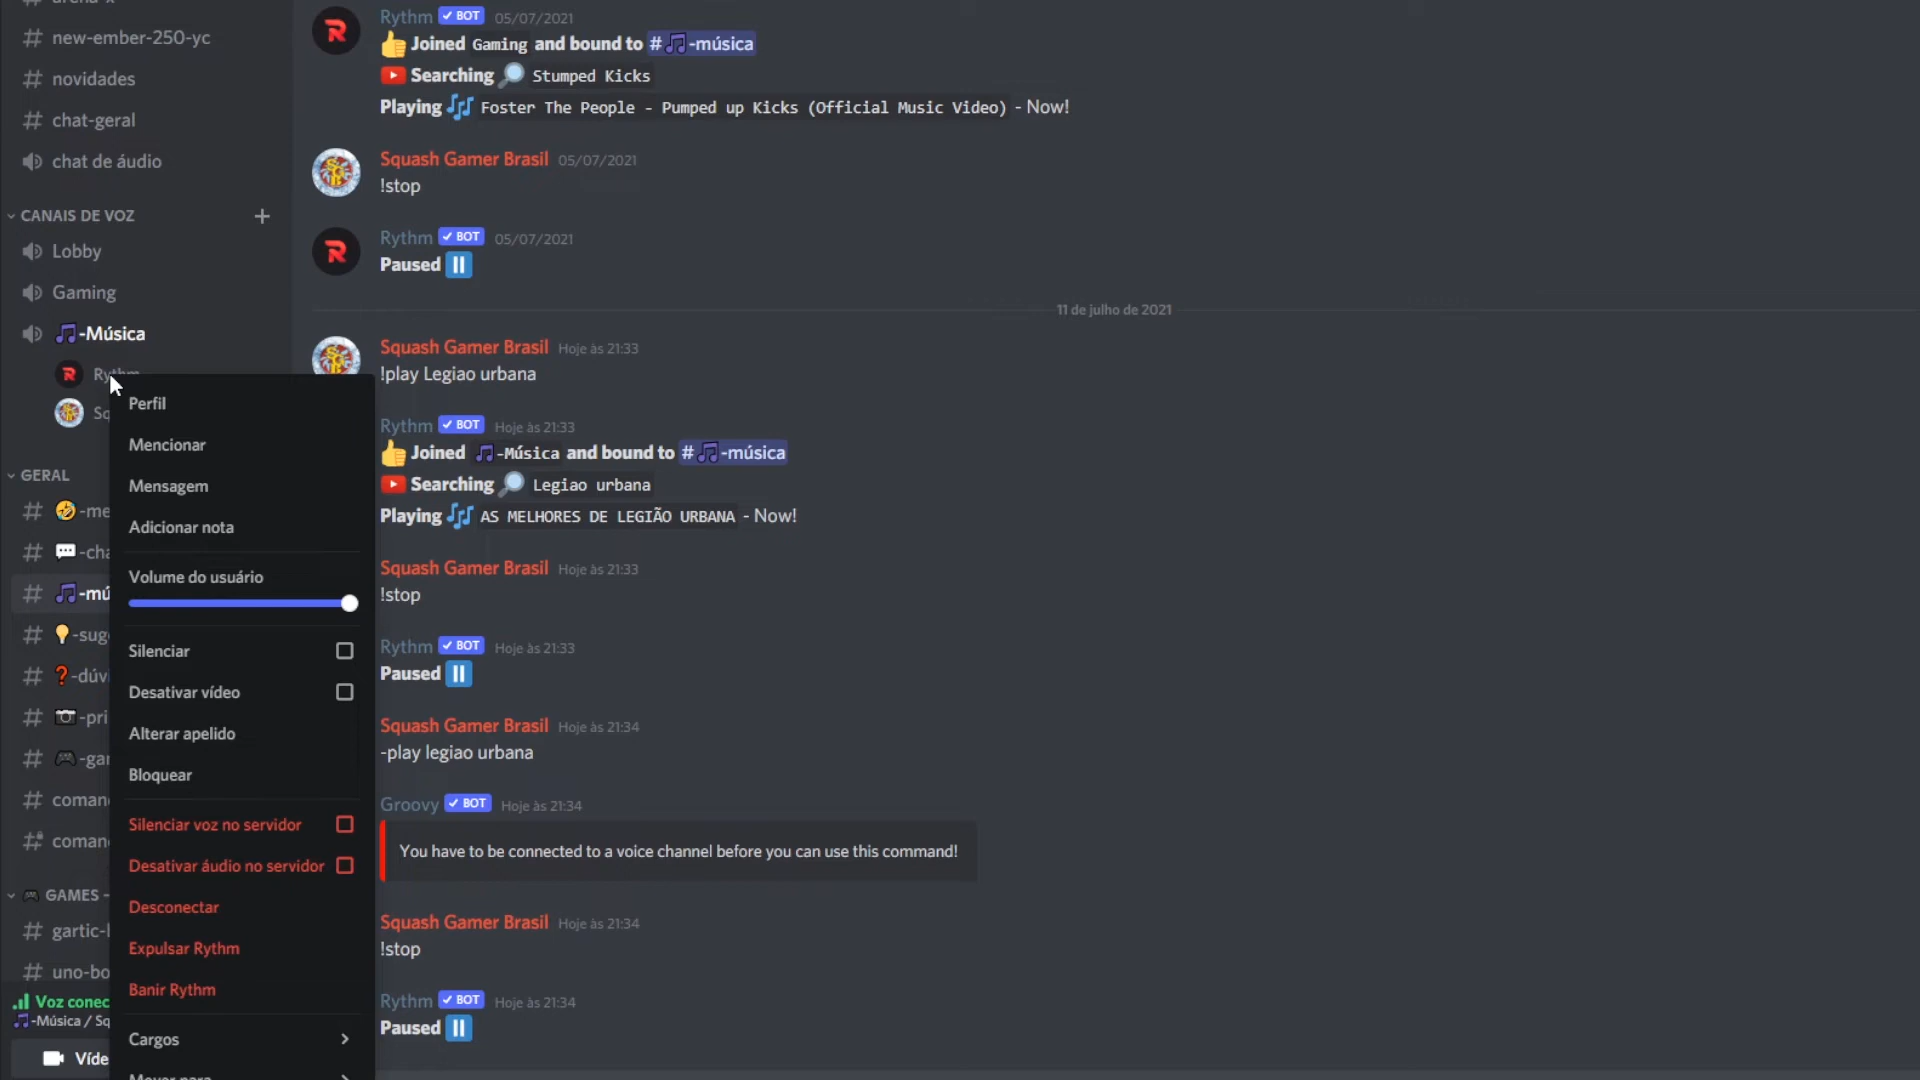 new-ember-250-yc
novidades
chat-geral
chat de áudio
CANAIS DE VOZ
Lobby
Gaming
-Música
Rythm
GERAL
coman
coman
GAMES -
gartic-
uno-bo
Voz conec
-Música / Sq
Víde
Perfil
Mencionar
Mensagem
Adicionar nota
Volume do usuário
Silenciar
Desativar vídeo
Alterar apelido
Bloquear
Silenciar voz no servidor
Desativar áudio no servidor
Desconectar
Expulsar Rythm
Banir Rythm
Cargos
Rythm BOT 05/07/2021
Joined Gaming and bound to #-música
Searching Stumped Kicks
Playing Foster The People - Pumped up Kicks (Official Music Video) - Now!
Squash Gamer Brasil 05/07/2021
!stop
Rythm BOT 05/07/2021
Paused
11 de julho de 2021
Squash Gamer Brasil Hoje às 21:33
!play Legiao urbana
Rythm BOT Hoje às 21:33
Joined -Música and bound to #-música
Searching Legiao urbana
Playing AS MELHORES DE LEGIÃO URBANA - Now!
Squash Gamer Brasil Hoje às 21:33
!stop
Rythm BOT Hoje às 21:33
Paused
Squash Gamer Brasil Hoje às 21:34
-play legiao urbana
Groovy BOT Hoje às 21:34
You have to be connected to a voice channel before you can use this command!
Squash Gamer Brasil Hoje às 21:34
!stop
Rythm BOT Hoje às 21:34
Paused